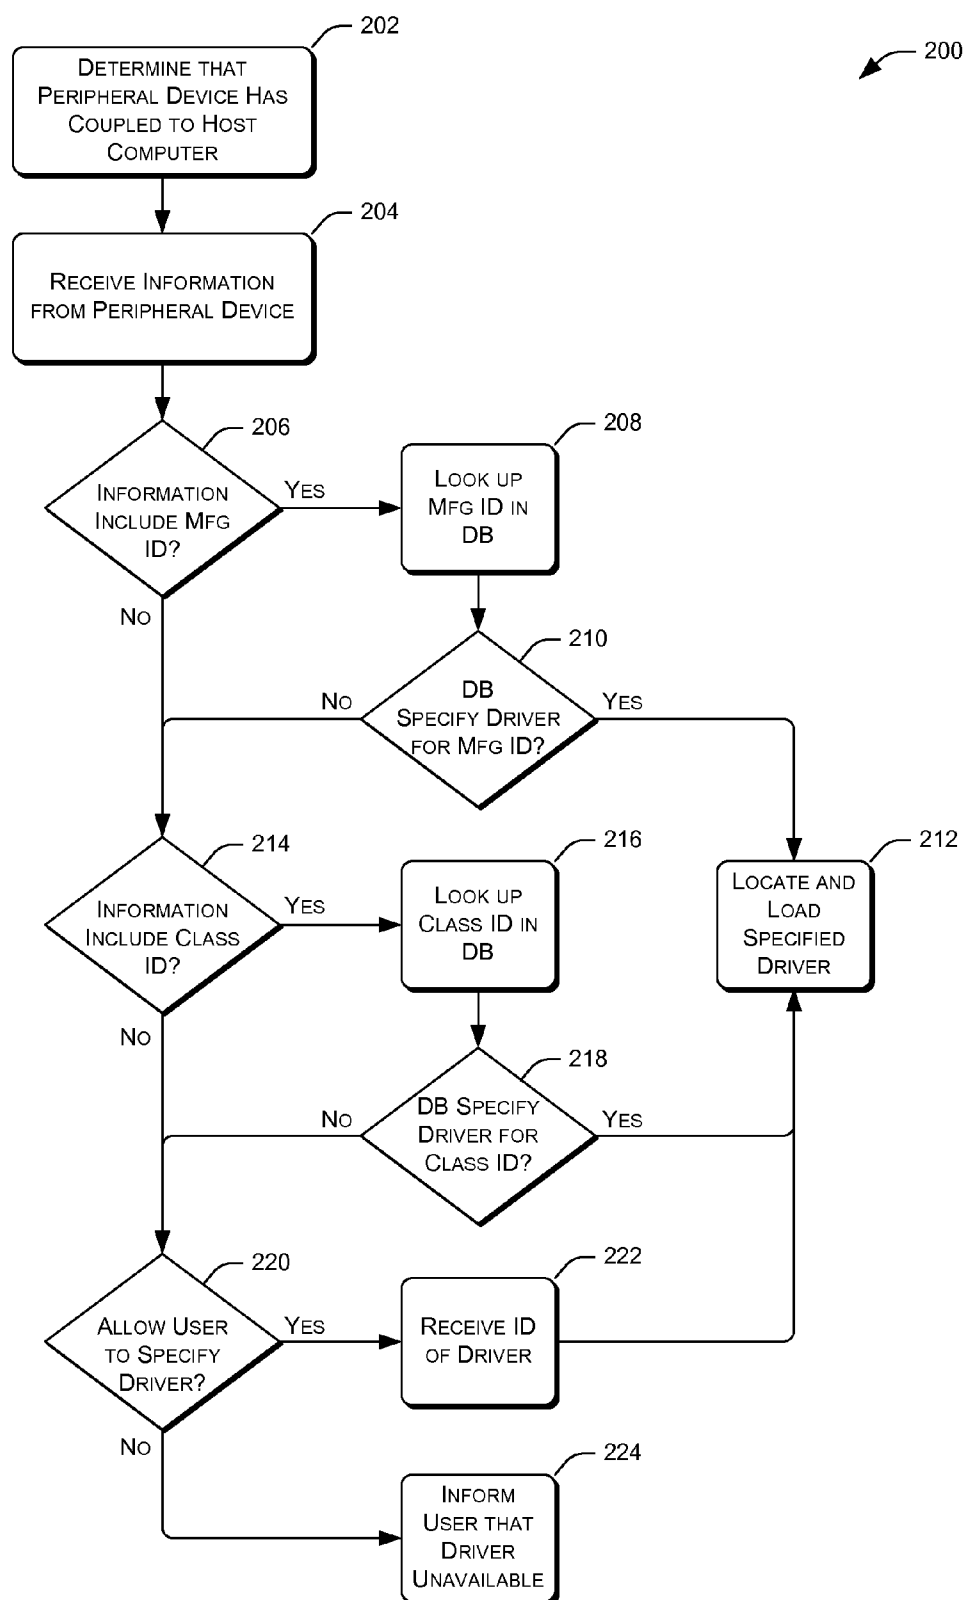 202
200
DETERMINE THAT
PERIPHERAL DEVICE HAS
COUPLED TO HOST
COMPUTER
204
RECEIVE INFORMATION
FROM PERIPHERAL DEVICE
206
INFORMATION
INCLUDE MFG
ID?
YES
NO
208
LOOK UP
MFG ID IN
DB
210
DB
SPECIFY DRIVER
FOR MFG ID?
NO
YES
214
INFORMATION
INCLUDE CLASS
ID?
YES
NO
216
LOOK UP
CLASS ID IN
DB
212
LOCATE AND
LOAD
SPECIFIED
DRIVER
218
DB SPECIFY
DRIVER FOR
CLASS ID?
NO
YES
220
ALLOW USER
TO SPECIFY
DRIVER?
YES
NO
222
RECEIVE ID
OF DRIVER
224
INFORM
USER THAT
DRIVER
UNAVAILABLE